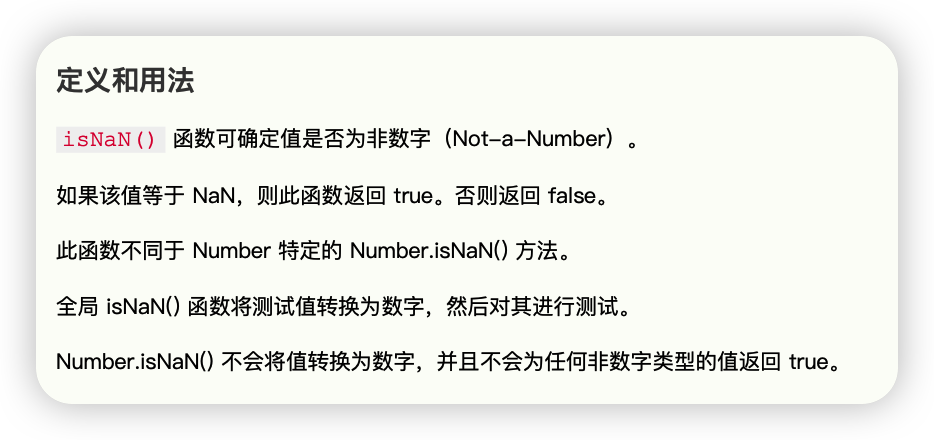 定义和用法
isNaN() 函数可确定值是否为非数字（Not-a-Number）。
如果该值等于 NaN，则此函数返回 true。否则返回 false。
此函数不同于 Number 特定的 Number.isNaN() 方法。
全局 isNaN() 函数将测试值转换为数字，然后对其进行测试。
Number.isNaN() 不会将值转换为数字，并且不会为任何非数字类型的值返回 true。